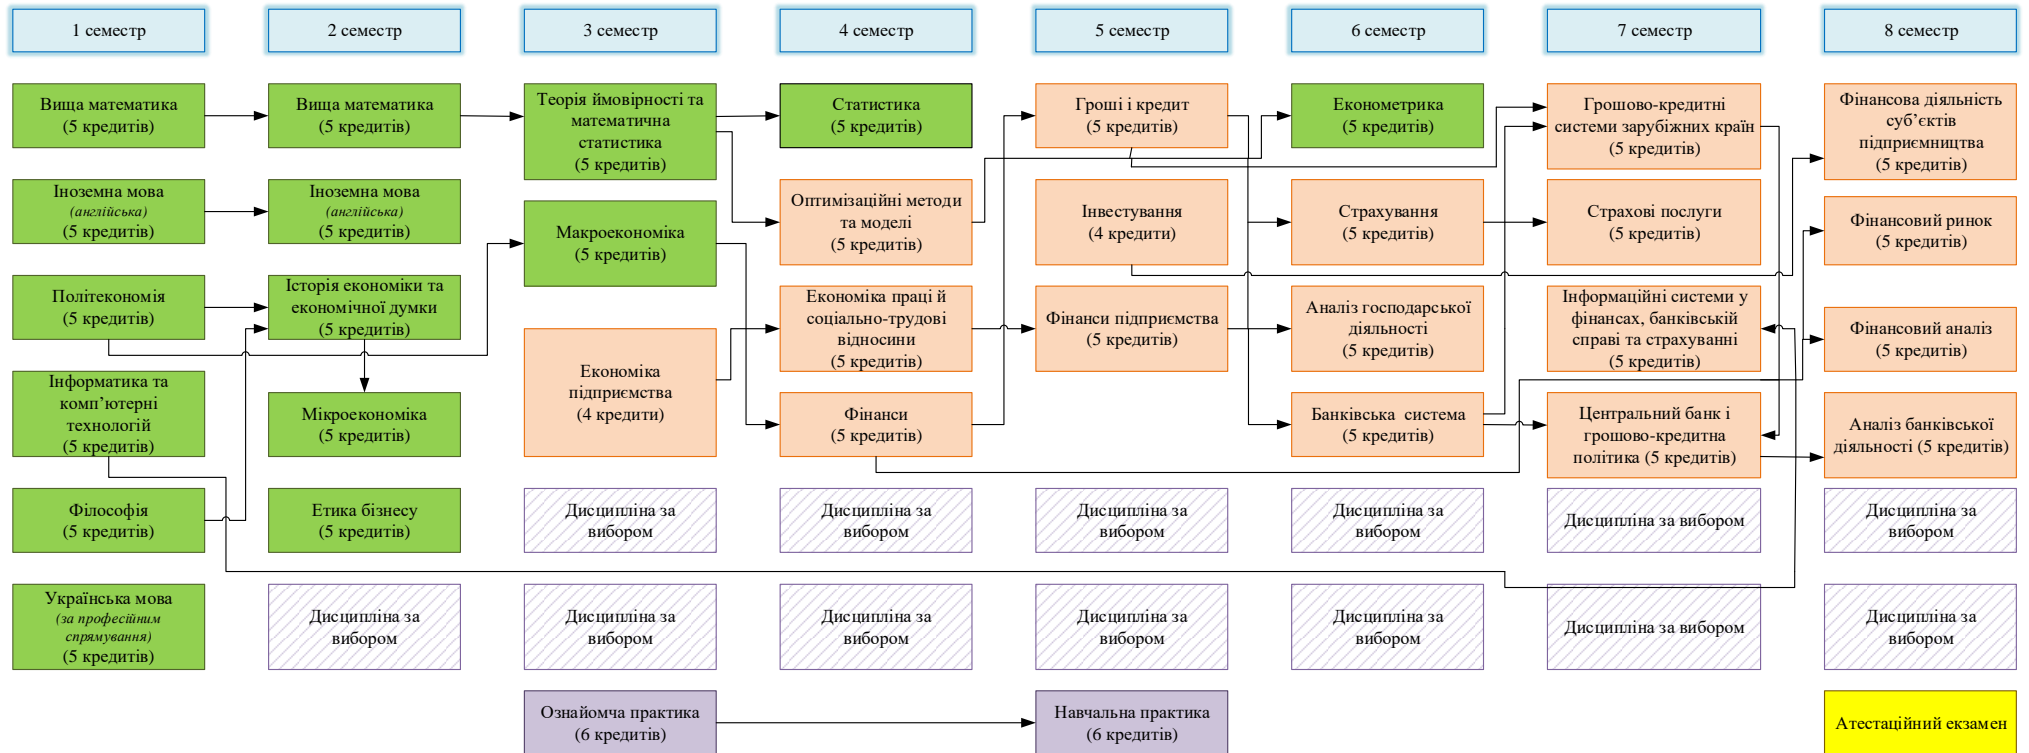 1 семестр
2 семестр
3 семестр
4 семестр
5 семестр
6 семестр
7 семестр
8 семестр
Вища математика
(5 кредитів)
Іноземна мова
(англійська)
(5 кредитів)
Політекономія
(5 кредитів)
Інформатика та
комп’ютерні
технологій
(5 кредитів)
Філософія
(5 кредитів)
Українська мова
(за професійним
спрямування)
(5 кредитів)
Вища математика
(5 кредитів)
Іноземна мова
(англійська)
(5 кредитів)
Історія економіки та
економічної думки
(5 кредитів)
Мікроекономіка
(5 кредитів)
Етика бізнесу
(5 кредитів)
Дисципліна за
вибором
Теорія ймовірності та
математична
статистика
(5 кредитів)
Макроекономіка
(5 кредитів)
Економіка
підприємства
(4 кредити)
Дисципліна за
вибором
Дисципліна за
вибором
Ознайомча практика
(6 кредитів)
Статистика
(5 кредитів)
Оптимізаційні методи
та моделі
(5 кредитів)
Економіка праці й
соціально-трудові
відносини
(5 кредитів)
Фінанси
(5 кредитів)
Дисципліна за
вибором
Дисципліна за
вибором
Гроші і кредит
(5 кредитів)
Інвестування
(4 кредити)
Фінанси підприємства
(5 кредитів)
Дисципліна за
вибором
Дисципліна за
вибором
Навчальна практика
(6 кредитів)
Економетрика
(5 кредитів)
Страхування
(5 кредитів)
Аналіз господарської
діяльності
(5 кредитів)
Банківська система
(5 кредитів)
Дисципліна за
вибором
Дисципліна за
вибором
Грошово-кредитні
системи зарубіжних країн
(5 кредитів)
Страхові послуги
(5 кредитів)
Інформаційні системи у
фінансах, банківській
справі та страхуванні
(5 кредитів)
Центральний банк і
грошово-кредитна
політика (5 кредитів)
Дисципліна за вибором
Дисципліна за вибором
Фінансова діяльність
суб’єктів
підприємництва
(5 кредитів)
Фінансовий ринок
(5 кредитів)
Фінансовий аналіз
(5 кредитів)
Аналіз банківської
діяльності (5 кредитів)
Дисципліна за
вибором
Дисципліна за
вибором
Атестаційний екзамен